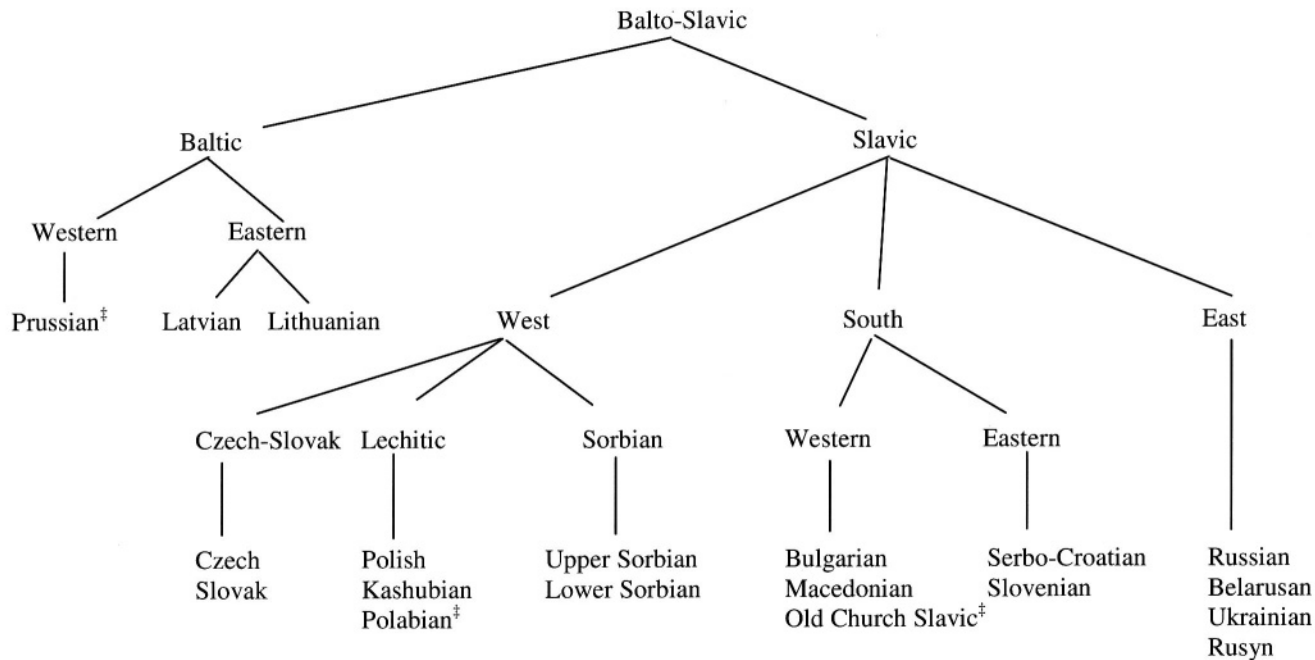 Balto-Slavic
Baltic Slavic
Western Eastern
Prussian‡ Latvian Lithuanian West South East
Czech-Slovak Lechitic Sorbian Western Eastern
Czech Polish Upper Sorbian Bulgarian Serbo-Croatian Russian
Slovak Kashubian Lower Sorbian Macedonian Slovenian Belarusan
Polabian‡ Old Church Slavic‡ Ukrainian
Rusyn